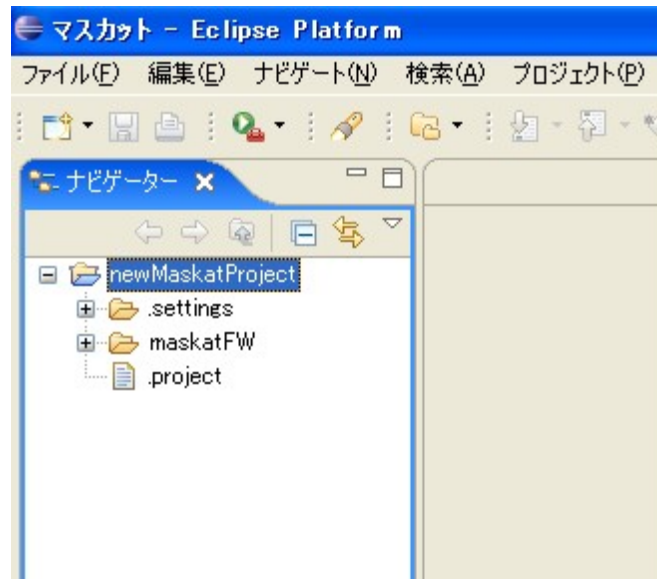 マスカット - Eclipse Platform
ファイル(F) 編集(E) ナビゲート(N) 検索(A) プロジェクト(P)
ナビゲーター
newMaskatProject
.settings
maskatFW
.project